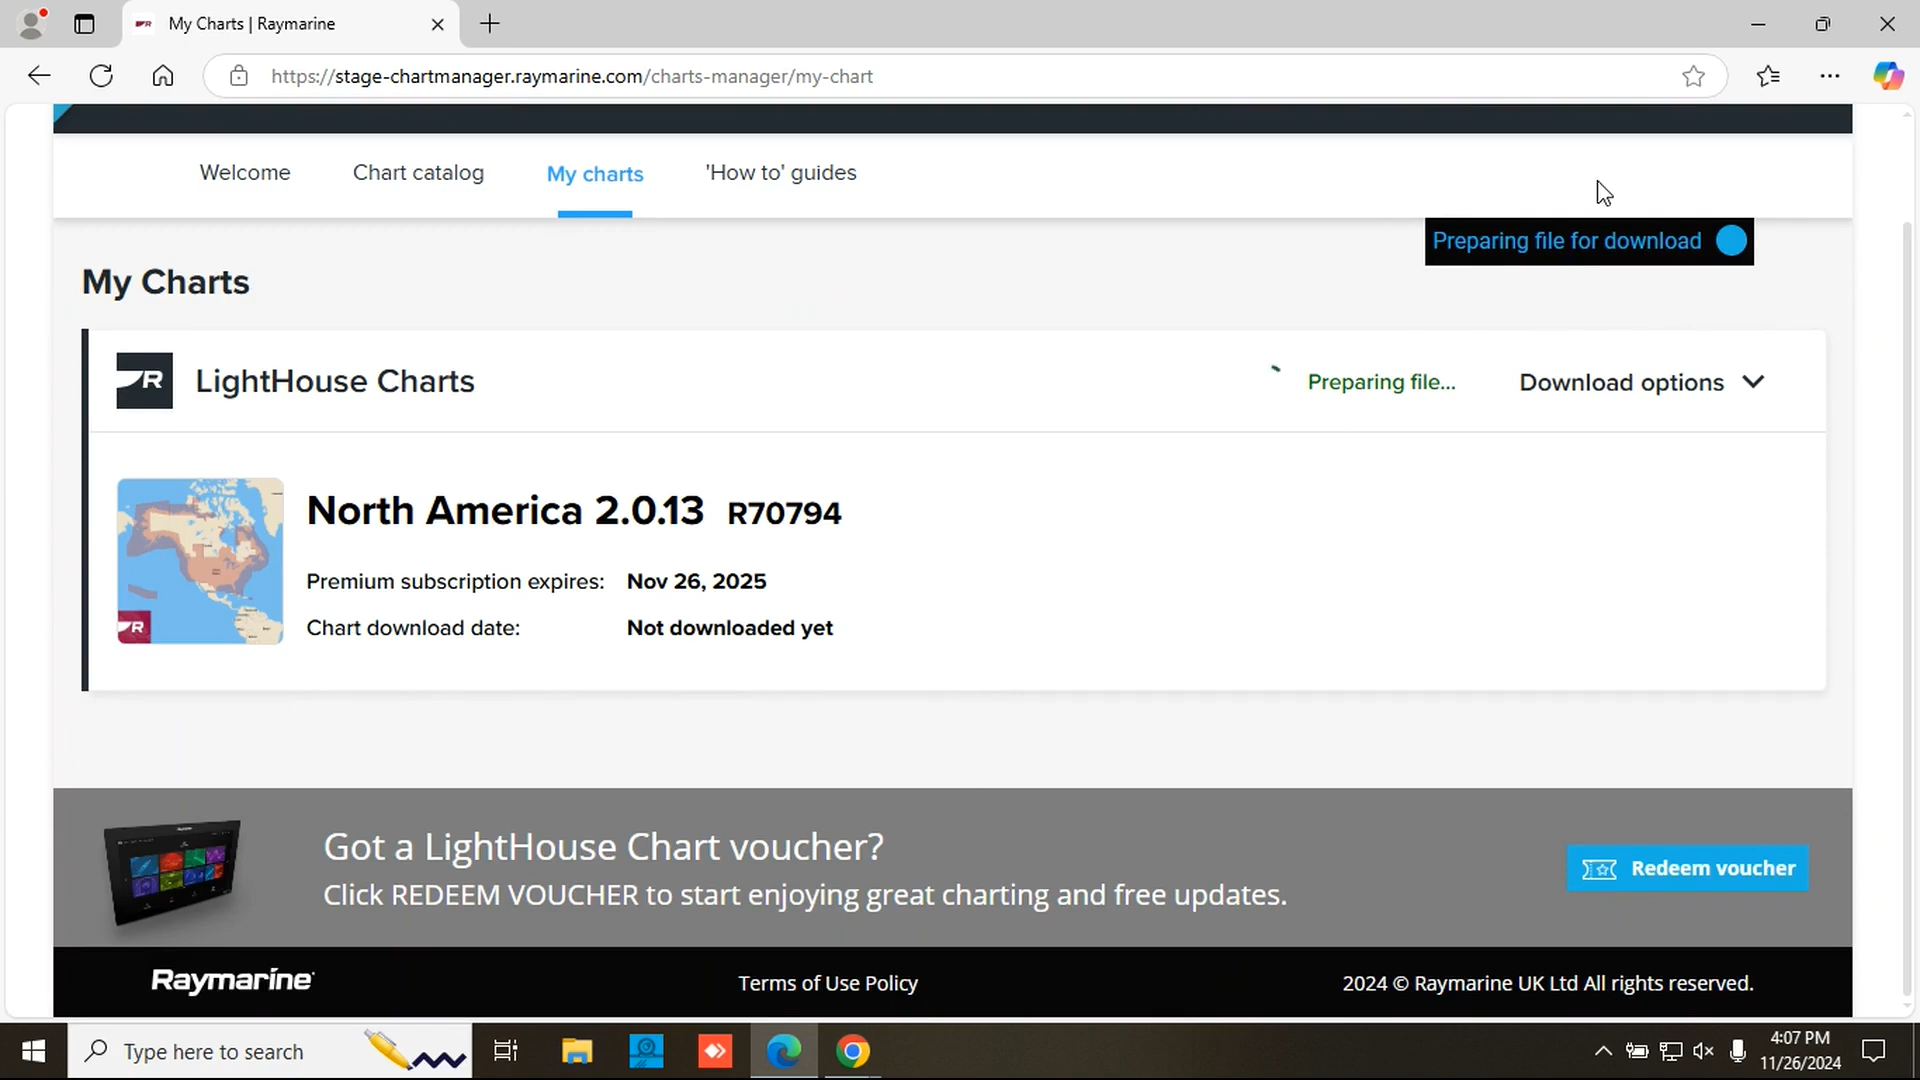 My Charts | Raymarine
https://stage-chartmanager.raymarine.com/charts-manager/my-chart
Welcome
Chart catalog
My charts
'How to' guides
Preparing file for download
My Charts
R
LightHouse Charts
Preparing file...
Download options
North America 2.0.13 R70794
Premium subscription expires: Nov 26, 2025
Chart download date: Not downloaded yet
R
Got a LightHouse Chart voucher?
Click REDEEM VOUCHER to start enjoying great charting and free updates.
Redeem voucher
Raymarine
Terms of Use Policy
2024 © Raymarine UK Ltd All rights reserved.
Type here to search
4:07 PM
11/26/2024